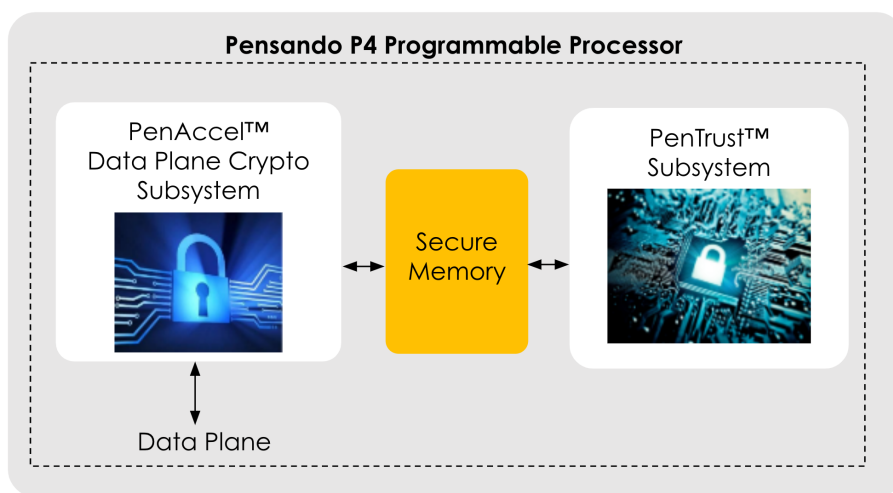 Pensando P4 Programmable Processor
PenAccel™
Data Plane Crypto
Subsystem
Secure
Memory
PenTrust™
Subsystem
Data Plane